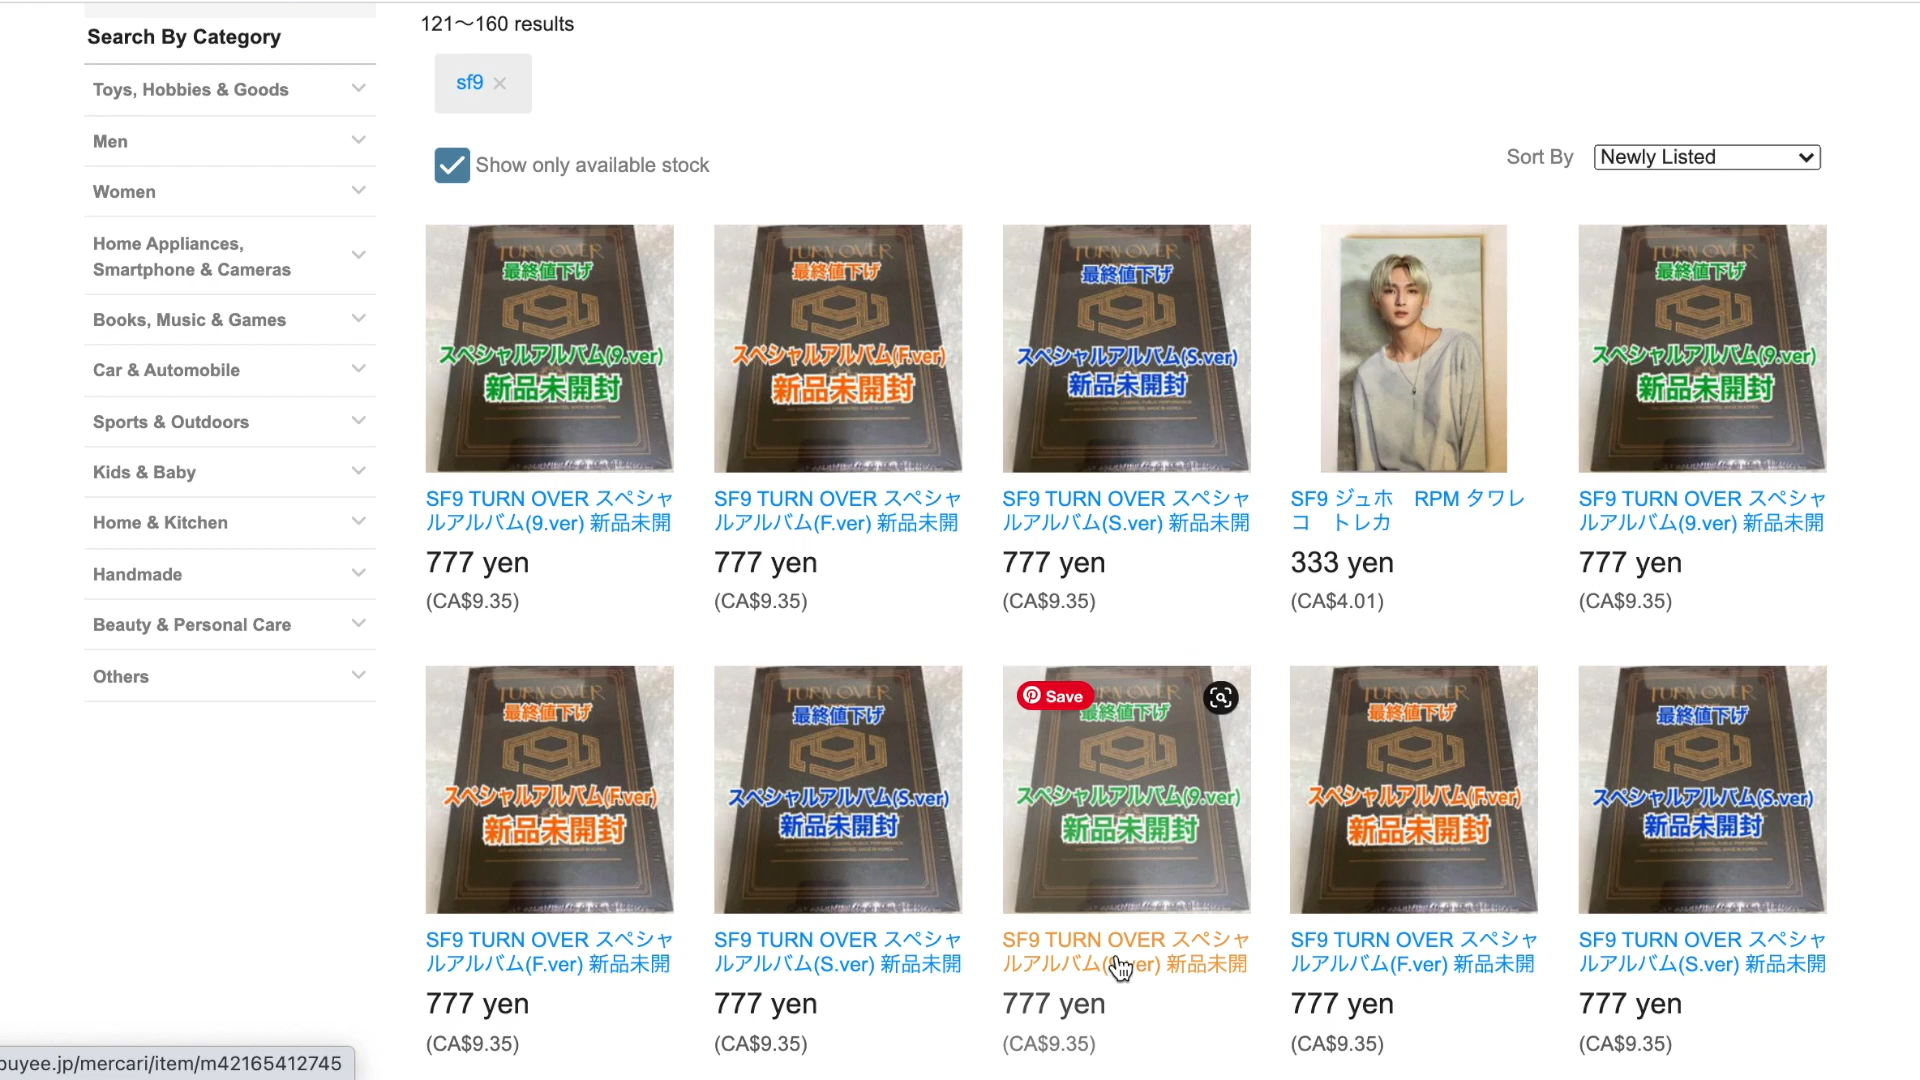 Search By Category
Toys, Hobbies & Goods
Men
Women
Home Appliances,
Smartphone & Cameras
Books, Music & Games
Car & Automobile
Sports & Outdoors
Kids & Baby
Home & Kitchen
Handmade
Beauty & Personal Care
Others
121～160 results
sf9
Show only available stock
Sort By
Newly Listed
TURN OVER
最終値下げ
スペシャルアルバム(9.ver)
新品未開封
TURN OVER
最終値下げ
スペシャルアルバム(F.ver)
新品未開封
TURN OVER
最終値下げ
スペシャルアルバム(S.ver)
新品未開封
TURN OVER
最終値下げ
スペシャルアルバム(9.ver)
新品未開封
SF9 TURN OVER スペシャ
ルアルバム(9.ver) 新品未開
777 yen
(CA$9.35)
SF9 TURN OVER スペシャ
ルアルバム(F.ver) 新品未開
777 yen
(CA$9.35)
SF9 TURN OVER スペシャ
ルアルバム(S.ver) 新品未開
777 yen
(CA$9.35)
SF9 ジュホ　RPM タワレ
コ　トレカ
333 yen
(CA$4.01)
SF9 TURN OVER スペシャ
ルアルバム(9.ver) 新品未開
777 yen
(CA$9.35)
TURN OVER
最終値下げ
スペシャルアルバム(F.ver)
新品未開封
TURN OVER
最終値下げ
スペシャルアルバム(S.ver)
新品未開封
Save
TURN OVER
最終値下げ
スペシャルアルバム(9.ver)
新品未開封
TURN OVER
最終値下げ
スペシャルアルバム(F.ver)
新品未開封
TURN OVER
最終値下げ
スペシャルアルバム(S.ver)
新品未開封
SF9 TURN OVER スペシャ
ルアルバム(F.ver) 新品未開
777 yen
(CA$9.35)
SF9 TURN OVER スペシャ
ルアルバム(S.ver) 新品未開
777 yen
(CA$9.35)
SF9 TURN OVER スペシャ
ルアルバム( ver) 新品未開
777 yen
(CA$9.35)
SF9 TURN OVER スペシャ
ルアルバム(F.ver) 新品未開
777 yen
(CA$9.35)
SF9 TURN OVER スペシャ
ルアルバム(S.ver) 新品未開
777 yen
(CA$9.35)
buyee.jp/mercari/item/m42165412745